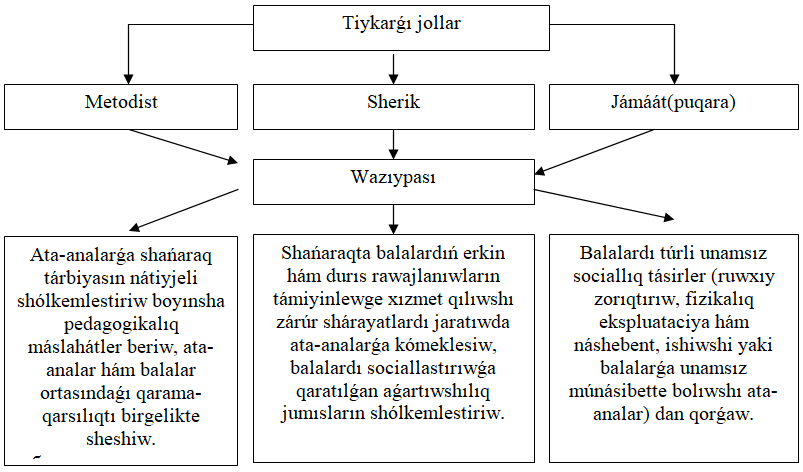 Tiykarǵı jollar
Metodist
Sherik
Jámáát(puqara)
Wazıypası
Ata-analarǵa shańaraq
tárbiyasın nátiyjeli
shólkemlestiriw boyınsha
pedagogikalıq
máslahátler beriw, ata-
analar hám balalar
ortasındaǵı qarama-
qarsılıqtı birgelikte
sheshiw.
Shańaraqta balalardıń erkin
hám durıs rawajlanıwların
támiyinlewge xızmet qılıwshı
zárúr shárayatlardı jaratıwda
ata-analarǵa kómeklesiw,
balalardı sociallastırıwǵa
qaratılǵan aǵartıwshılıq
jumısların shólkemlestiriw.
Balalardı túrli unamsız
sociallıq tásirler (ruwxıy
zorıqtırıw, fizikalıq
ekspluataciya hám
náshebent, ishiwshi yaki
balalarǵa unamsız
múnásibette bolıwshı ata-
analar) dan qorǵaw.